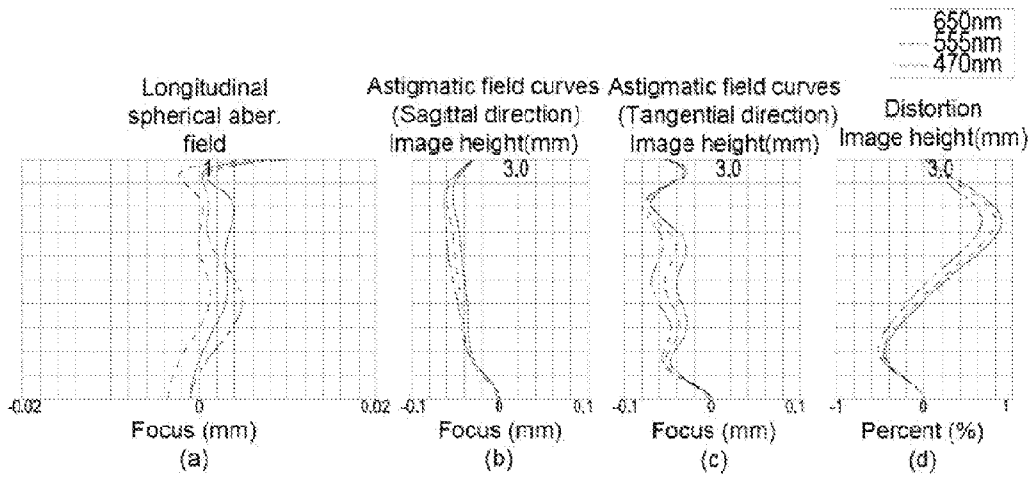 650nm
555nm
470nm
Longitudinal
spherical aber.
field
Astigmatic field curves
(Sagittal direction)
Image height(mm)
Astigmatic field curves
(Tangential direction)
Image height(mm)
Distortion
Image height(mm)
1
3.0
3.0
3.0
-0.02
0
0.02
-0.1
0
0.1
-0.1
0
0.1
-1
0
1
Focus (mm)
Focus (mm)
Focus (mm)
Percent (%)
(a)
(b)
(c)
(d)